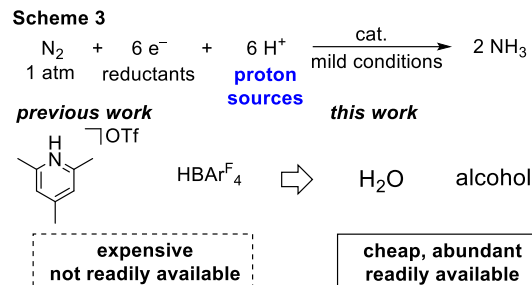 Scheme 3
N₂ + 6 e⁻ + 6 H⁺ cat. 2 NH₃
1 atm reductants proton mild conditions
sources
previous work this work
H
N ⎤OTf
HBArᶠ₄ ⇨ H₂O alcohol
expensive cheap, abundant
not readily available readily available